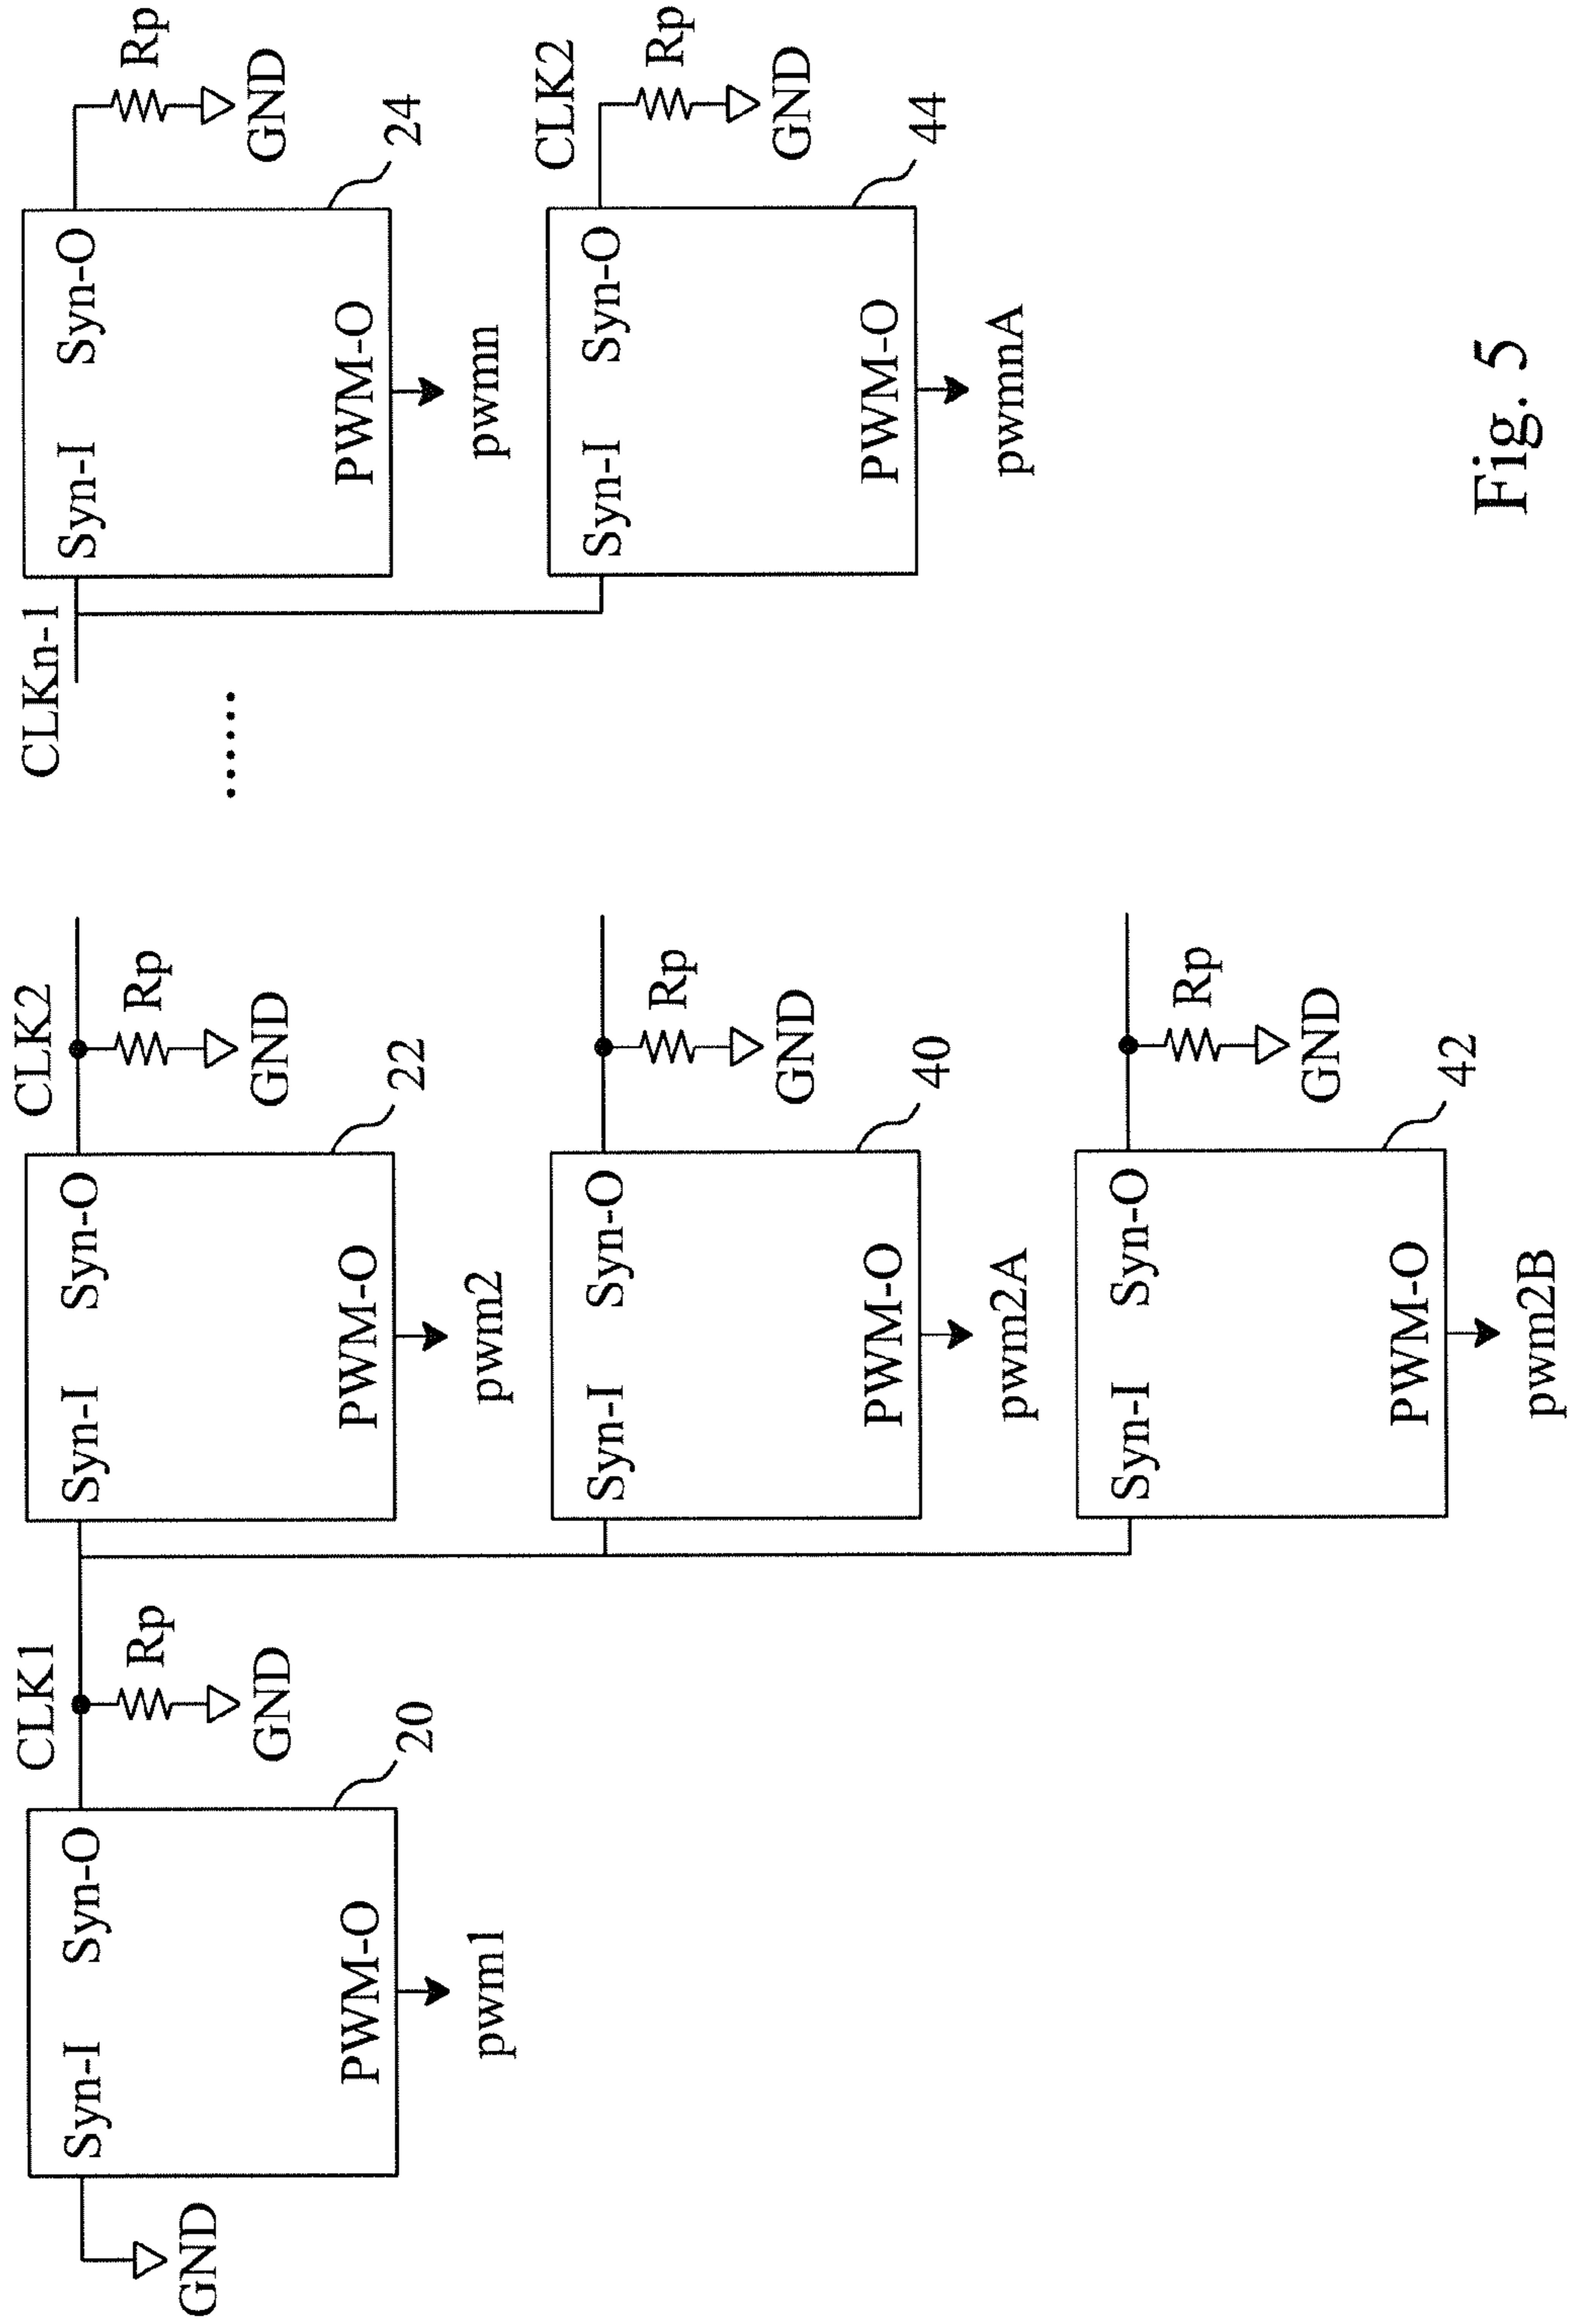 GND
Syn-I Syn-O
PWM-O
pwm1
20
CLK1
Rp
GND
Syn-I Syn-O
PWM-O
pwm2
22
CLK2
Rp
GND
Syn-I Syn-O
PWM-O
pwm2A
40
Rp
GND
Syn-I Syn-O
PWM-O
pwm2B
42
Rp
GND
......
CLKn-1
Syn-I Syn-O
PWM-O
pwmn
24
Rp
GND
Syn-I Syn-O
PWM-O
pwmnA
44
CLK2
Rp
GND
Fig. 5